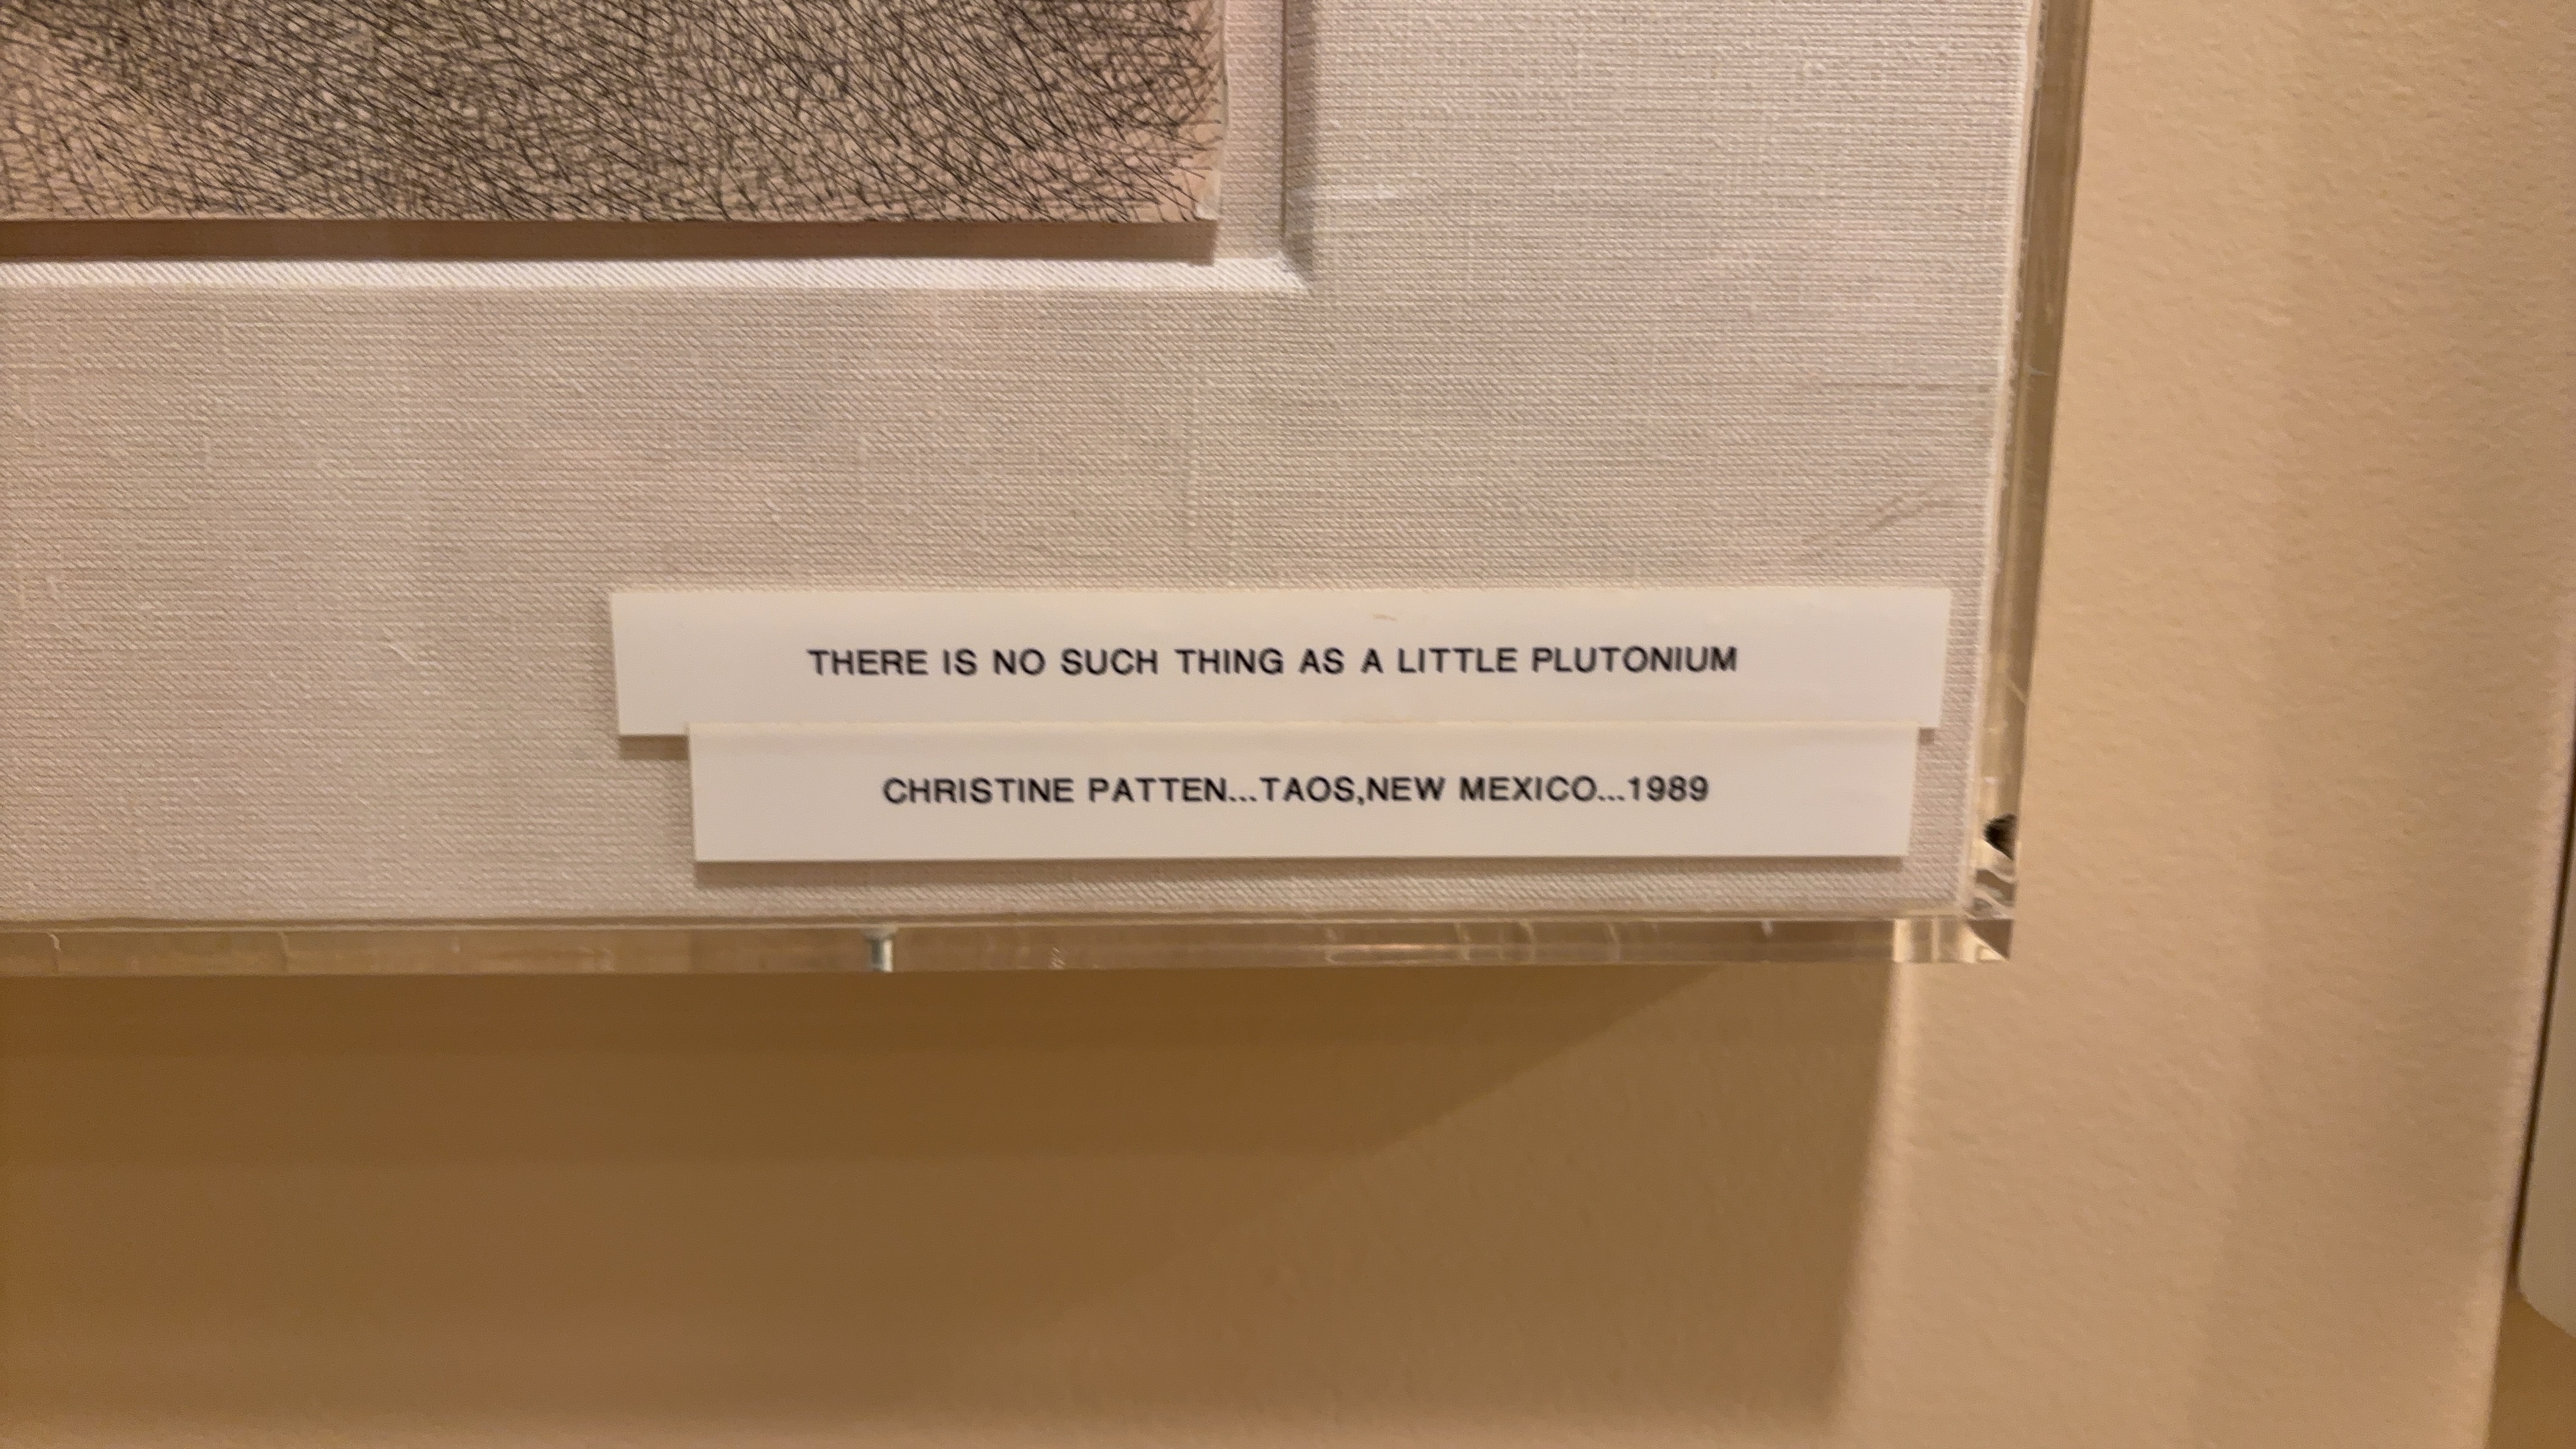 THERE IS NO SUCH THING AS A LITTLE PLUTONIUM
CHRISTINE PATTEN...TAOS,NEW MEXICO...1989